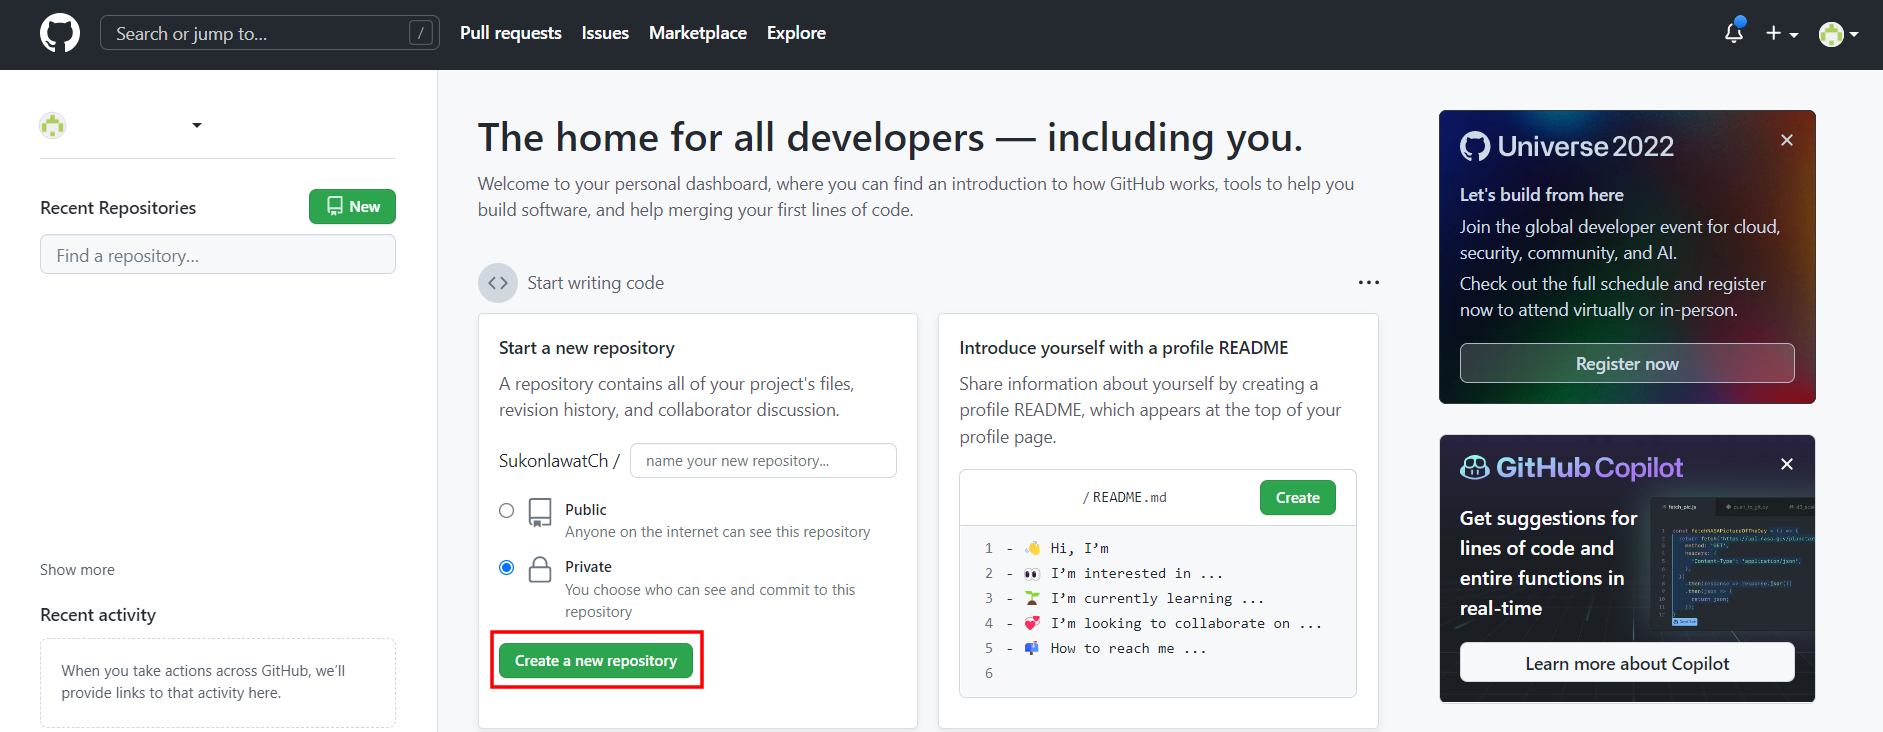 Search or jump to...
/
Pull requests
Issues
Marketplace
Explore
Recent Repositories
New
Find a repository...
Show more
Recent activity
When you take actions across GitHub, we'll
provide links to that activity here.
The home for all developers — including you.
Welcome to your personal dashboard, where you can find an introduction to how GitHub works, tools to help you
build software, and help merging your first lines of code.
Start writing code
Start a new repository
A repository contains all of your project's files,
revision history, and collaborator discussion.
SukonlawatCh /
name your new repository...
Public
Anyone on the internet can see this repository
Private
You choose who can see and commit to this
repository
Create a new repository
Introduce yourself with a profile README
Share information about yourself by creating a
profile README, which appears at the top of your
profile page.
/ README.md
Create
1 - 👋 Hi, I'm
2 - 👀 I'm interested in ...
3 - 🌱 I'm currently learning ...
4 - 💞️ I'm looking to collaborate on ...
5 - 📫 How to reach me ...
6
Universe 2022
Let's build from here
Join the global developer event for cloud,
security, community, and AI.
Check out the full schedule and register
now to attend virtually or in-person.
Register now
GitHub Copilot
Get suggestions for
lines of code and
entire functions in
real-time
Learn more about Copilot